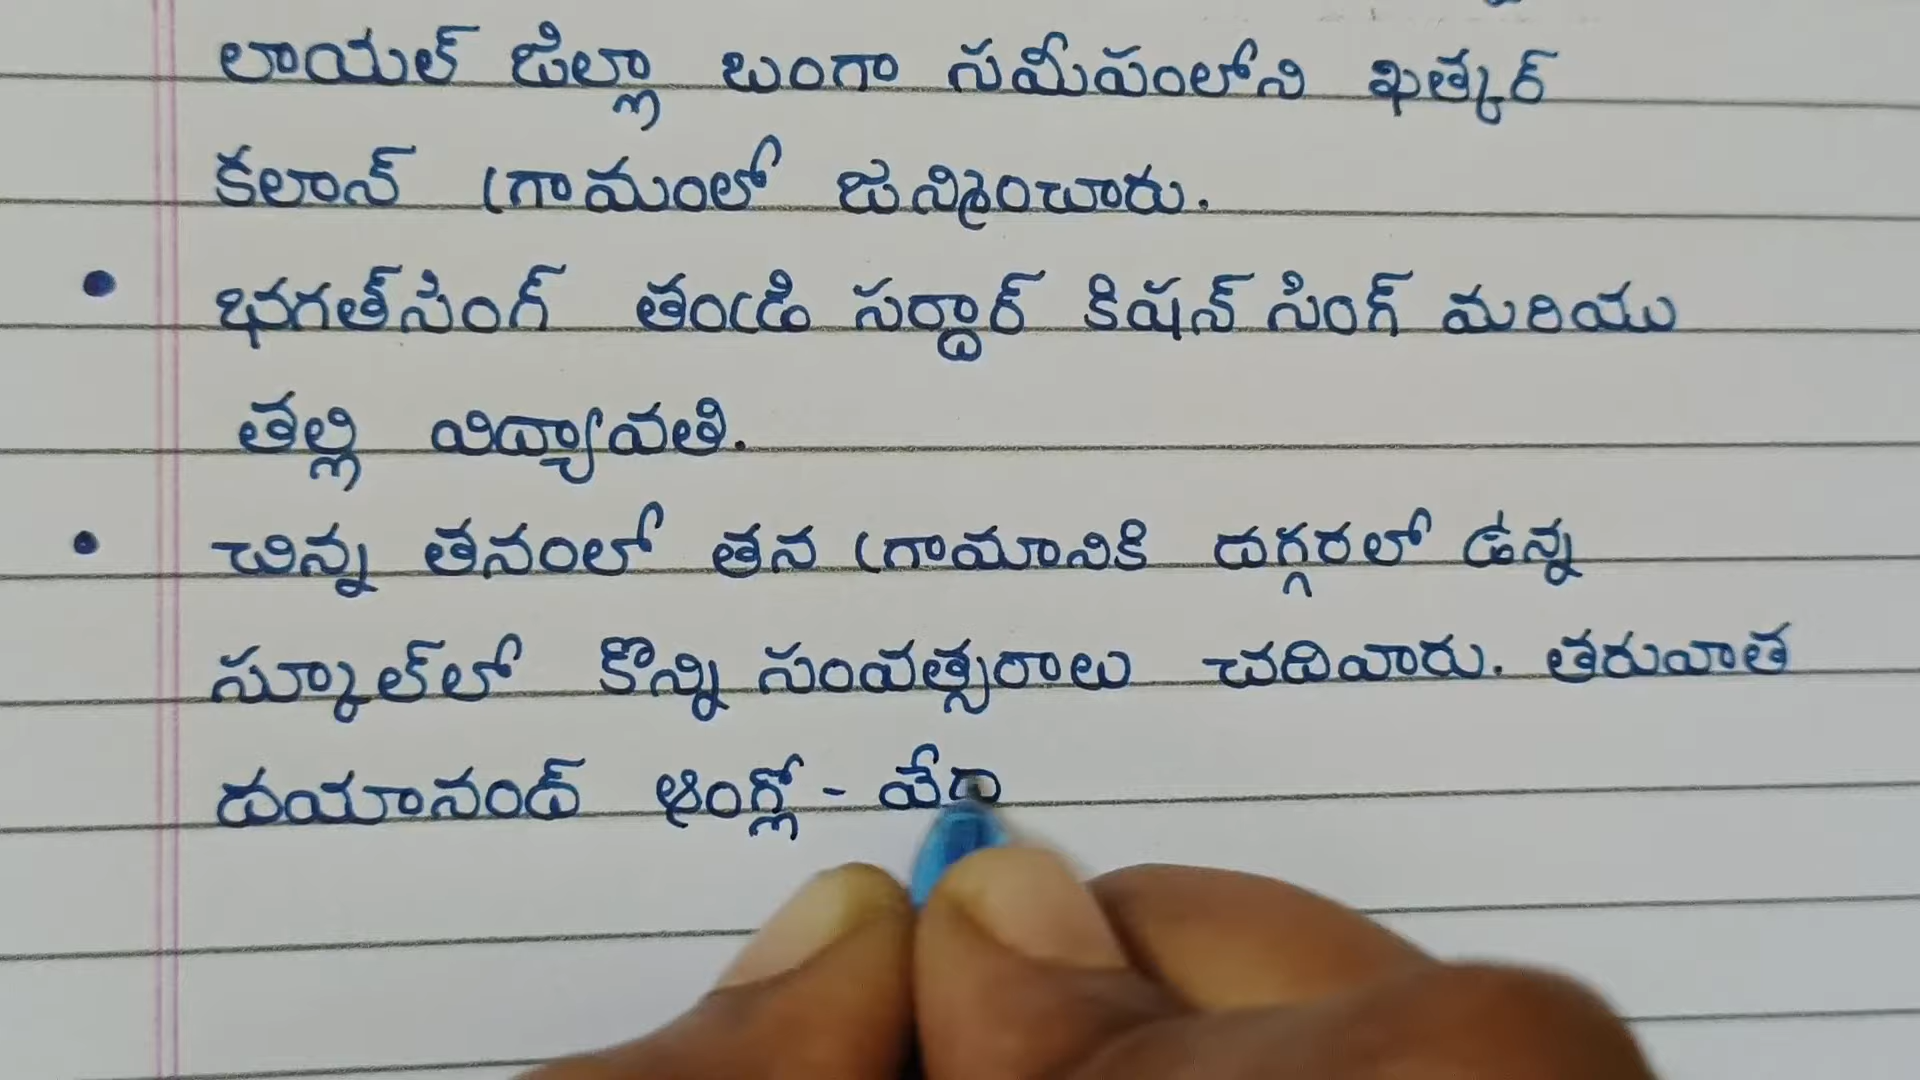 లాయల్ జిల్లా బంగా సమీపంలోని ఖత్కర్
కలాన్ గ్రామంలో జన్మించారు.
• భగత్‌సింగ్ తండ్రి సర్దార్ కిషన్ సింగ్ మరియు
తల్లి విద్యావతి.
• చిన్న తనంలో తన గ్రామానికి దగ్గరలో ఉన్న
స్కూల్‌లో కొన్ని సంవత్సరాలు చదివారు. తరువాత
దయానంద్ ఆంగ్లో -